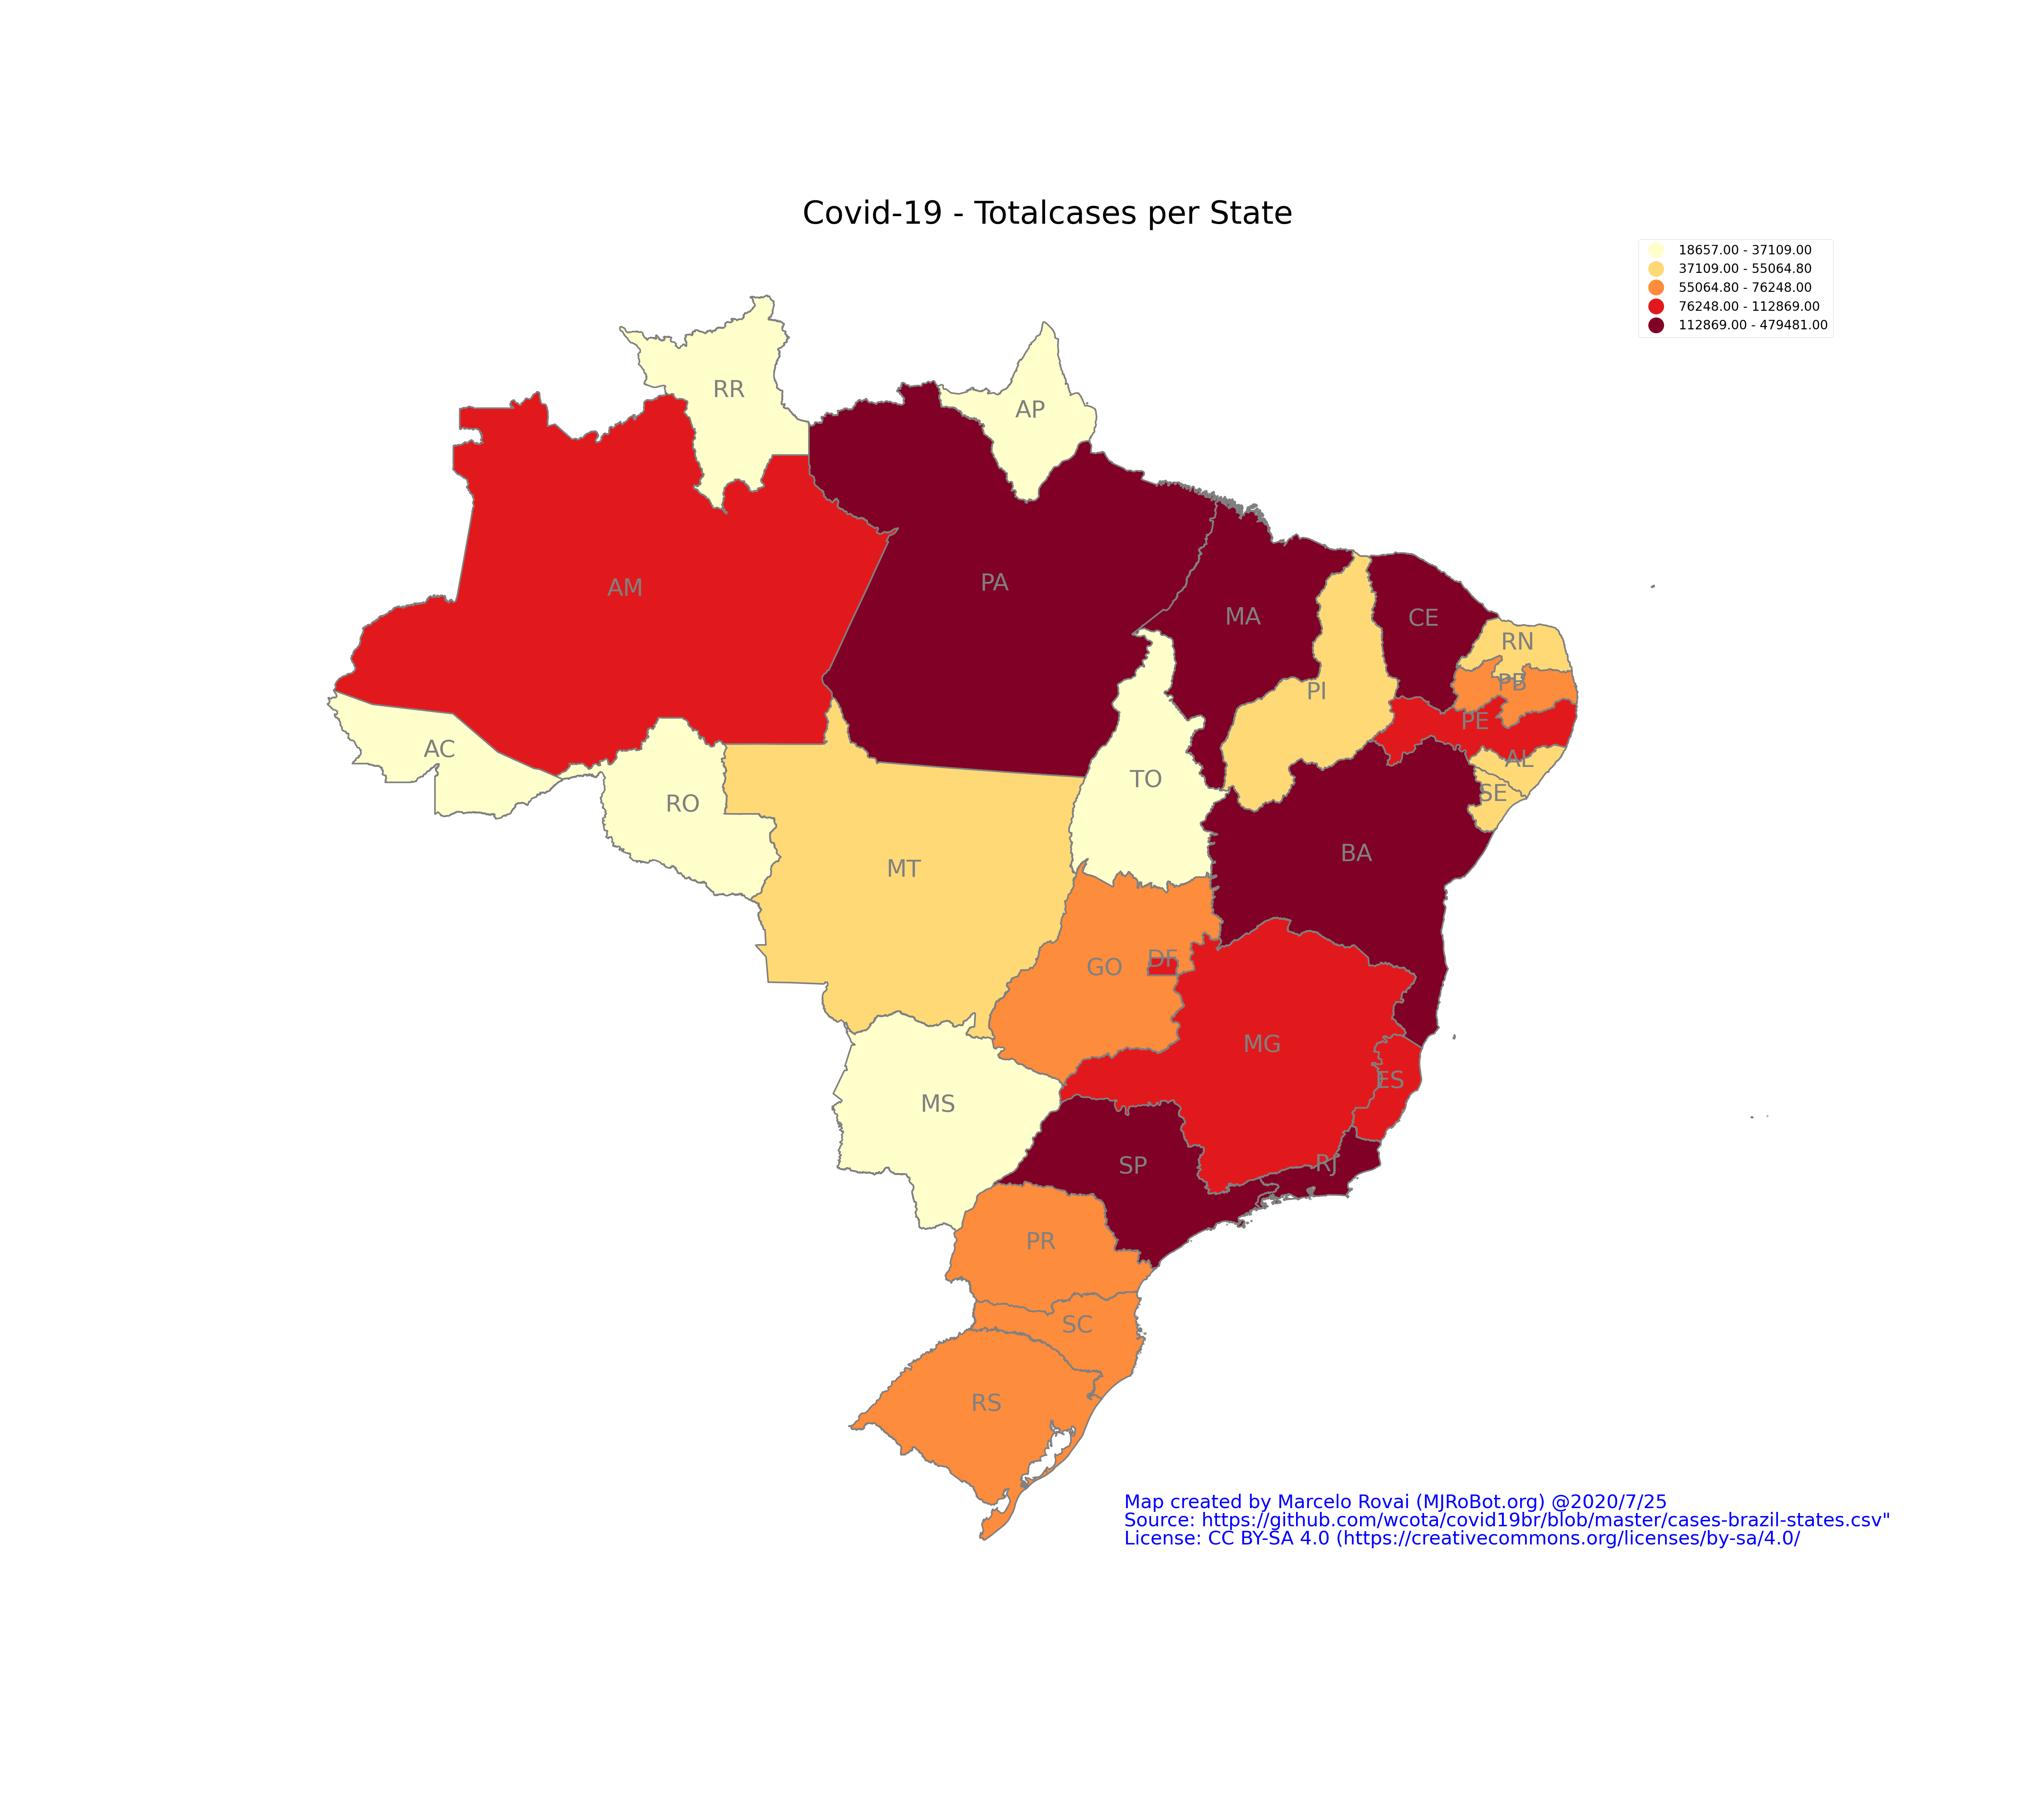 Covid-19 - Totalcases per State
18657.00 - 37109.00
37109.00 - 55064.80
55064.80 - 76248.00
76248.00 - 112869.00
112869.00 - 479481.00
RR
AP
AM
PA
MA
CE
RN
PI
PB
PE
AC
AL
TO
SE
RO
BA
MT
DF
GO
MG
ES
MS
RJ
SP
PR
SC
RS
Map created by Marcelo Rovai (MJRoBot.org) @2020/7/25
Source: https://github.com/wcota/covid19br/blob/master/cases-brazil-states.csv"
License: CC BY-SA 4.0 (https://creativecommons.org/licenses/by-sa/4.0/